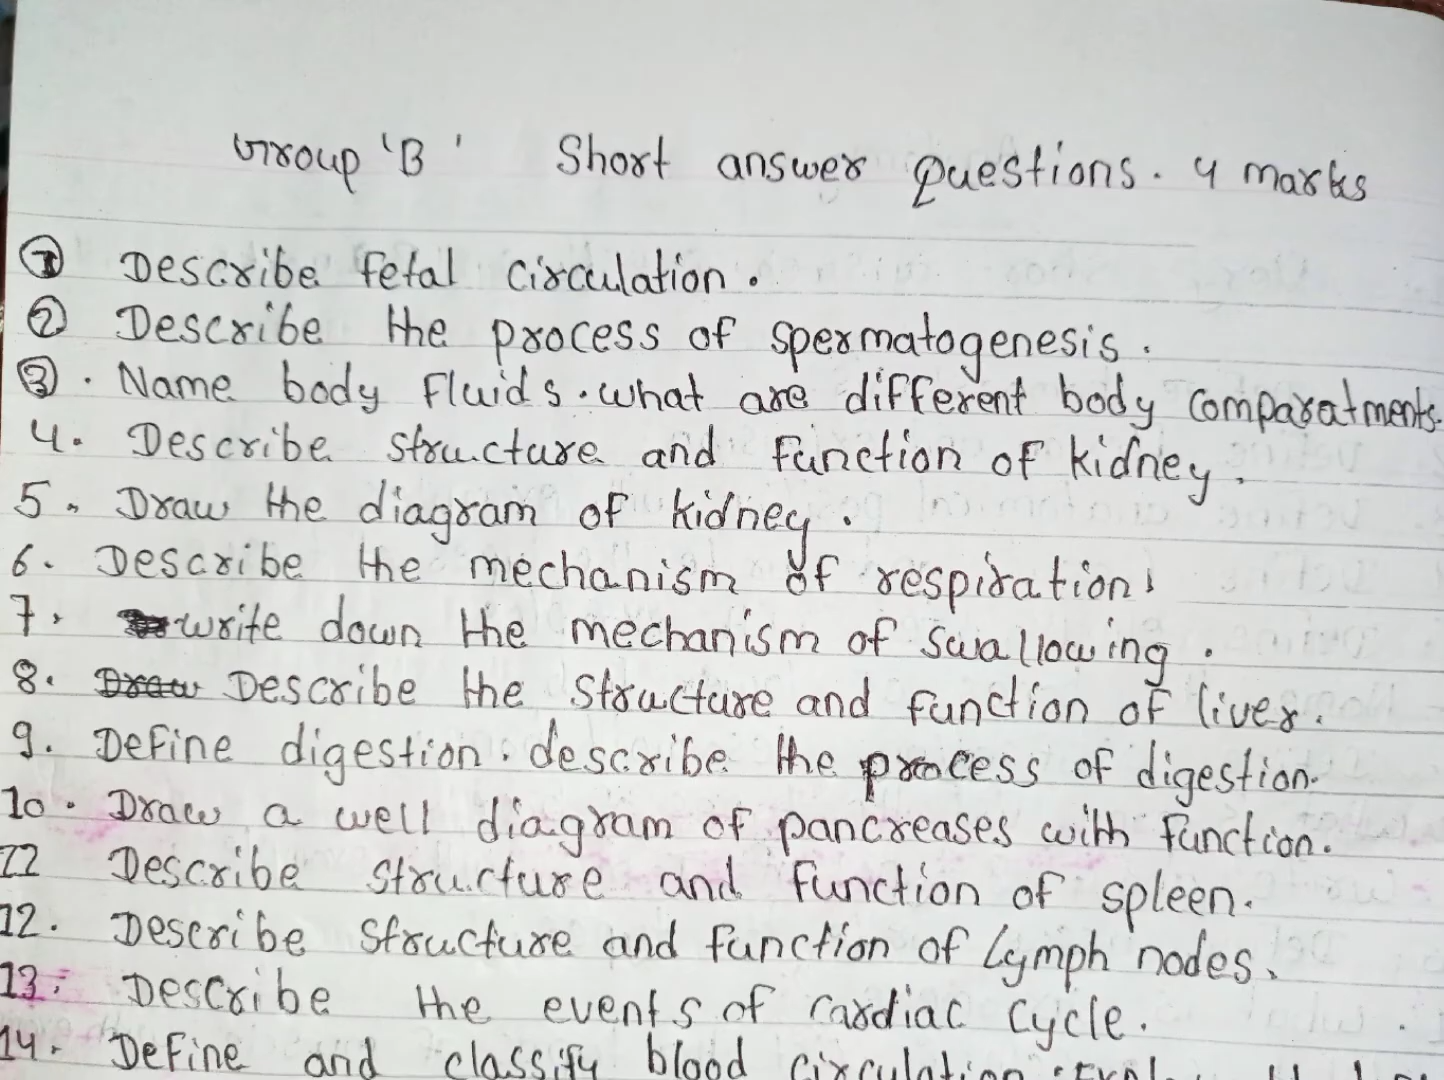 Group 'B' Short answer Questions. 4 marks
① Describe fetal circulation.
② Describe the process of spermatogenesis.
③. Name body Fluids. what are different body comparatments.
4. Describe structure and function of kidney.
5. Draw the diagram of kidney.
6. Describe the mechanism of respiration.
7. write down the mechanism of swallowing.
8. Draw Describe the structure and function of liver.
9. Define digestion. describe the process of digestion.
10. Draw a well diagram of pancreases with function.
11 Describe structure and function of spleen.
12. Describe structure and function of Lymph nodes.
13. Describe the events of cardiac cycle.
14. Define and classify blood circulation.